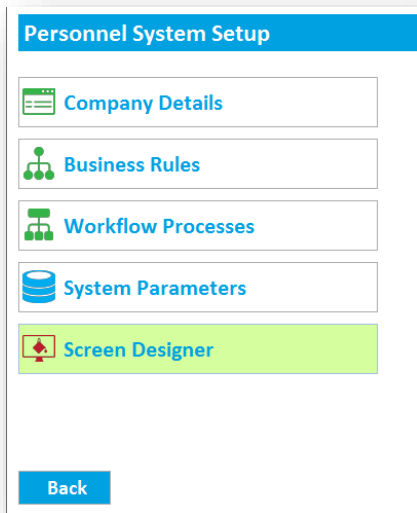 Personnel System Setup
Company Details
Business Rules
Workflow Processes
System Parameters
Screen Designer
Back